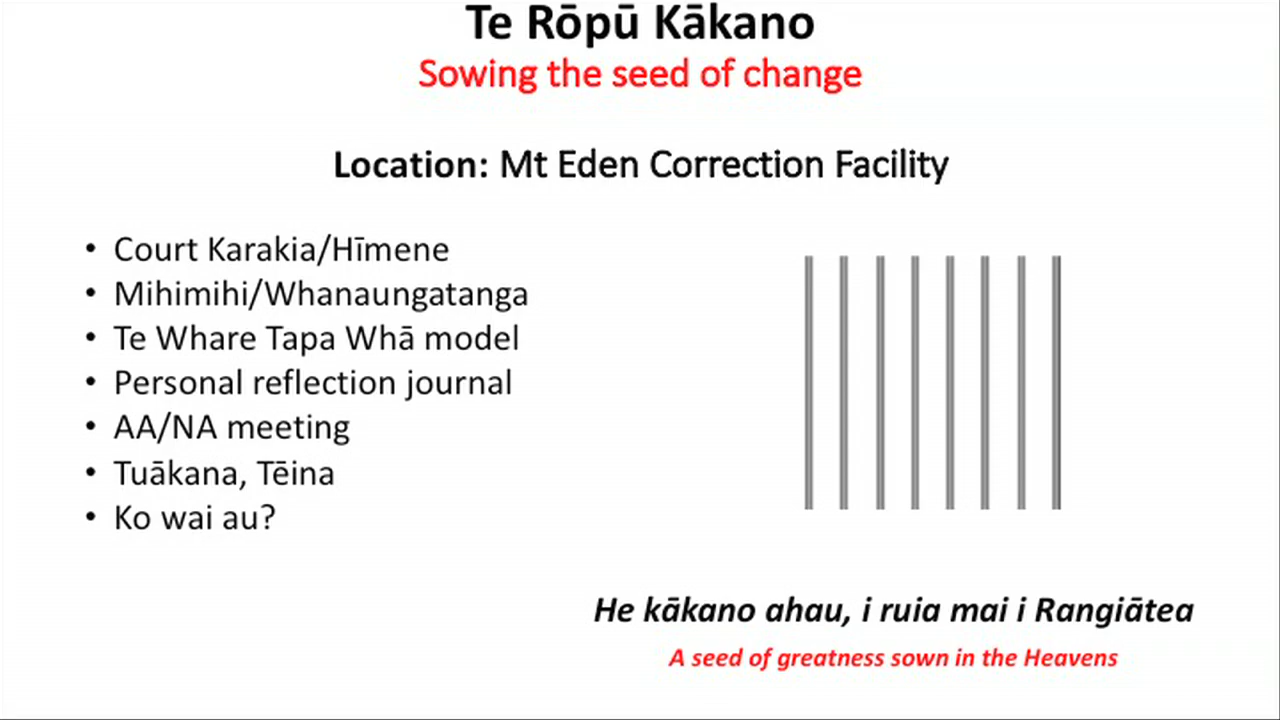 Te Rōpū Kākano
Sowing the seed of change
Location: Mt Eden Correction Facility
• Court Karakia/Hīmene
• Mihimihi/Whanaungatanga
• Te Whare Tapa Whā model
• Personal reflection journal
• AA/NA meeting
• Tuākana, Tēina
• Ko wai au?
He kākano ahau, i ruia mai i Rangiātea
A seed of greatness sown in the Heavens